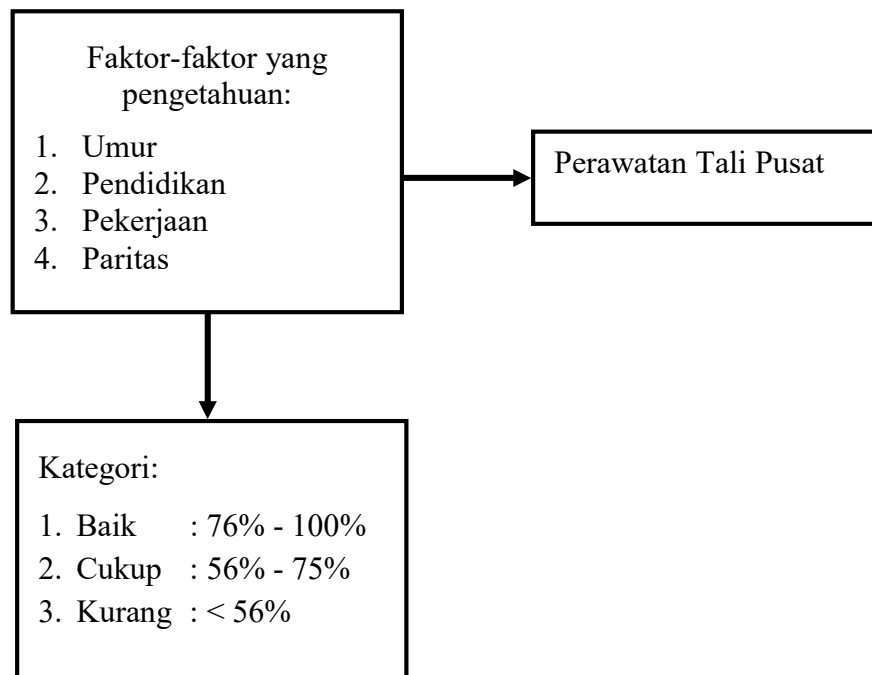 Faktor-faktor yang
pengetahuan:
1. Umur
2. Pendidikan
3. Pekerjaan
4. Paritas
Perawatan Tali Pusat
Kategori:
1. Baik : 76% - 100%
2. Cukup : 56% - 75%
3. Kurang : < 56%